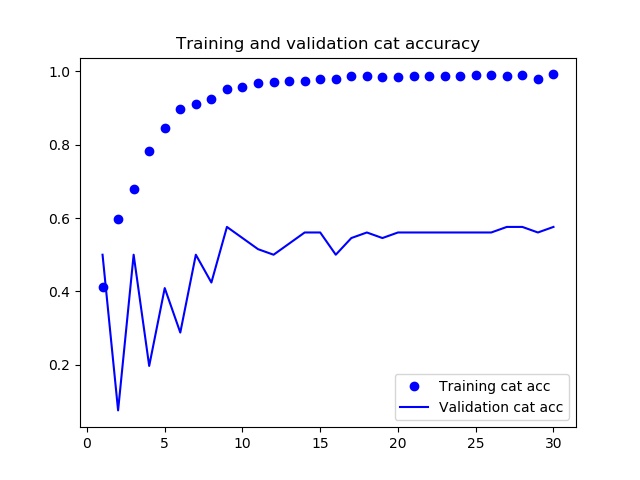 Training and validation cat accuracy
1.0
0.8
0.6
0.4
0.2
Training cat acc
Validation cat acc
0 5 10 15 20 25 30